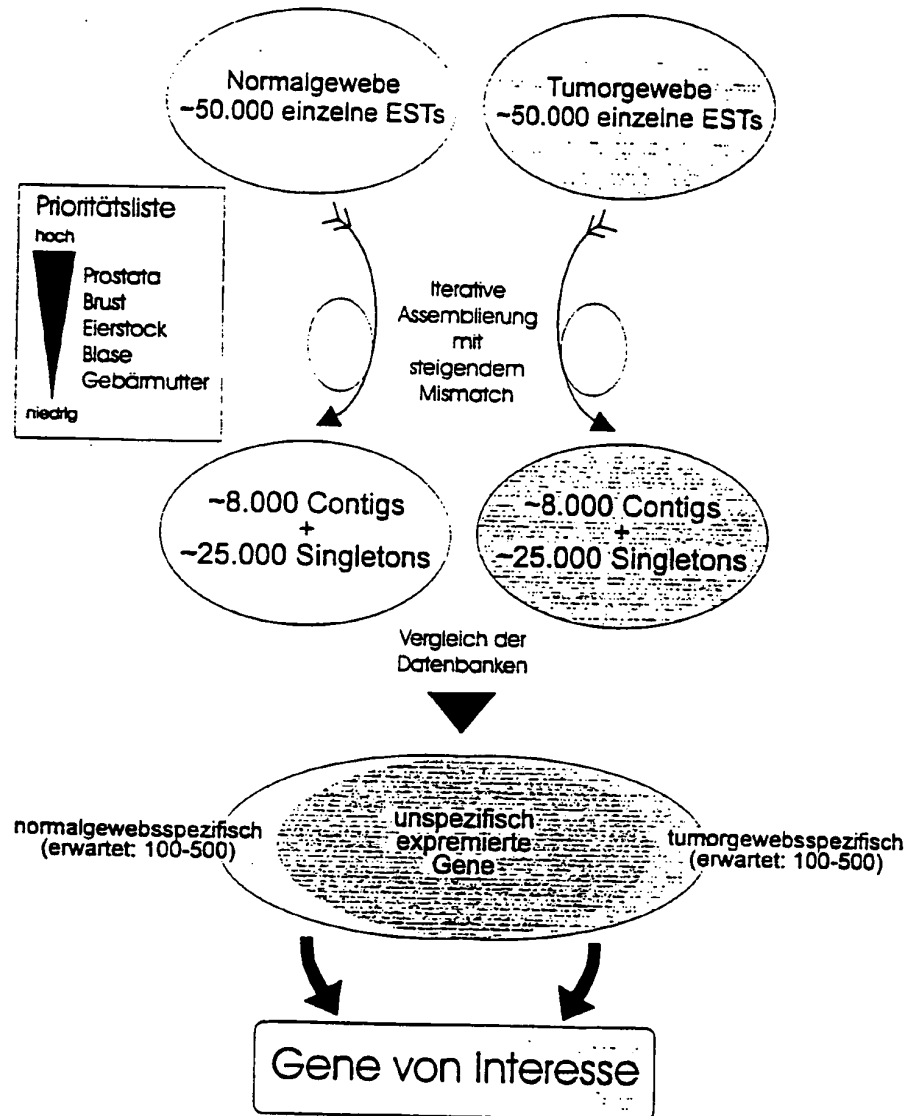 Normalgewebe
~50.000 einzelne ESTs
Tumorgewebe
~50.000 einzelne ESTs
Prioritätsliste
hoch
Prostata
Brust
Eierstock
Blase
Gebärmutter
niedrig
Iterative
Assemblierung
mit
steigendem
Mismatch
~8.000 Contigs
+
~25.000 Singletons
~8.000 Contigs
+
~25.000 Singletons
Vergleich der
Datenbanken
normalgewebsspezifisch
(erwartet: 100-500)
unspezifisch
expremierte
Gene
tumorgewebsspezifisch
(erwartet: 100-500)
Gene von Interesse